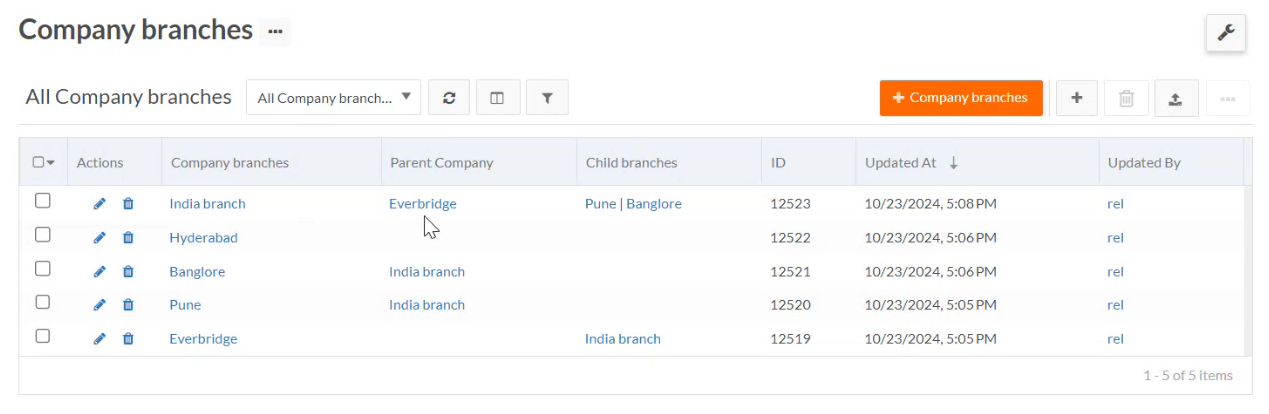 Company branches ...
All Company branches All Company branch... + Company branches
Actions Company branches Parent Company Child branches ID Updated At ↓ Updated By
India branch Everbridge Pune | Banglore 12523 10/23/2024, 5:08 PM rel
Hyderabad 12522 10/23/2024, 5:06 PM rel
Banglore India branch 12521 10/23/2024, 5:06 PM rel
Pune India branch 12520 10/23/2024, 5:05 PM rel
Everbridge India branch 12519 10/23/2024, 5:05 PM rel
1 - 5 of 5 items